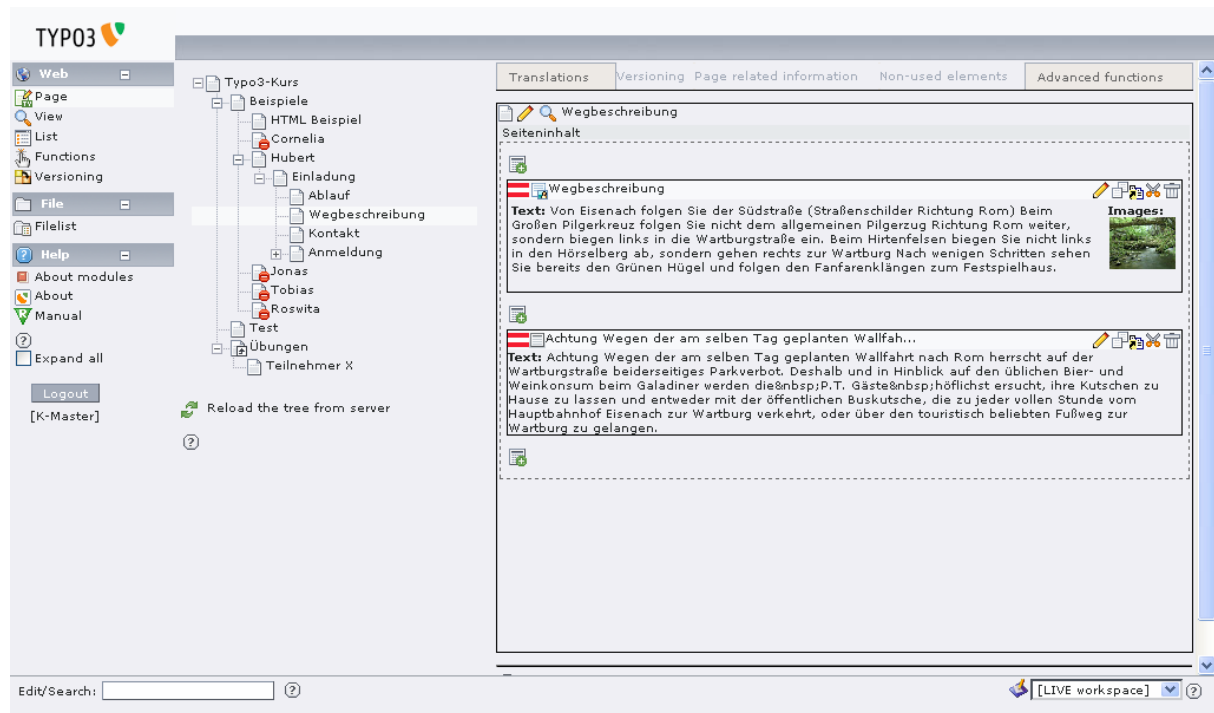 TYPO3
Web
Page
View
List
Functions
Versioning
File
Filelist
Help
About modules
About
Manual
Expand all
Logout
[K-Master]
Typo3-Kurs
Beispiele
HTML Beispiel
Cornelia
Hubert
Einladung
Ablauf
Wegbeschreibung
Kontakt
Anmeldung
Jonas
Tobias
Roswita
Test
Übungen
Teilnehmer X
Reload the tree from server
Translations Versioning Page related information Non-used elements Advanced functions
Wegbeschreibung
Seiteninhalt
Wegbeschreibung
Text: Von Eisenach folgen Sie der Südstraße (Straßenschilder Richtung Rom) Beim
Großen Pilgerkreuz folgen Sie nicht dem allgemeinen Pilgerzug Richtung Rom weiter,
sondern biegen links in die Wartburgstraße ein. Beim Hirtenfelsen biegen Sie nicht links
in den Hörselberg ab, sondern gehen rechts zur Wartburg Nach wenigen Schritten sehen
Sie bereits den Grünen Hügel und folgen den Fanfarenklängen zum Festspielhaus.
Images:
Achtung Wegen der am selben Tag geplanten Wallfah...
Text: Achtung Wegen der am selben Tag geplanten Wallfahrt nach Rom herrscht auf der
Wartburgstraße beiderseitiges Parkverbot. Deshalb und in Hinblick auf den üblichen Bier- und
Weinkonsum beim Galadiner werden die&nbsp;P.T. Gäste&nbsp;höflichst ersucht, ihre Kutschen zu
Hause zu lassen und entweder mit der öffentlichen Buskutsche, die zu jeder vollen Stunde vom
Hauptbahnhof Eisenach zur Wartburg verkehrt, oder über den touristisch beliebten Fußweg zur
Wartburg zu gelangen.
Edit/Search:
[LIVE workspace]